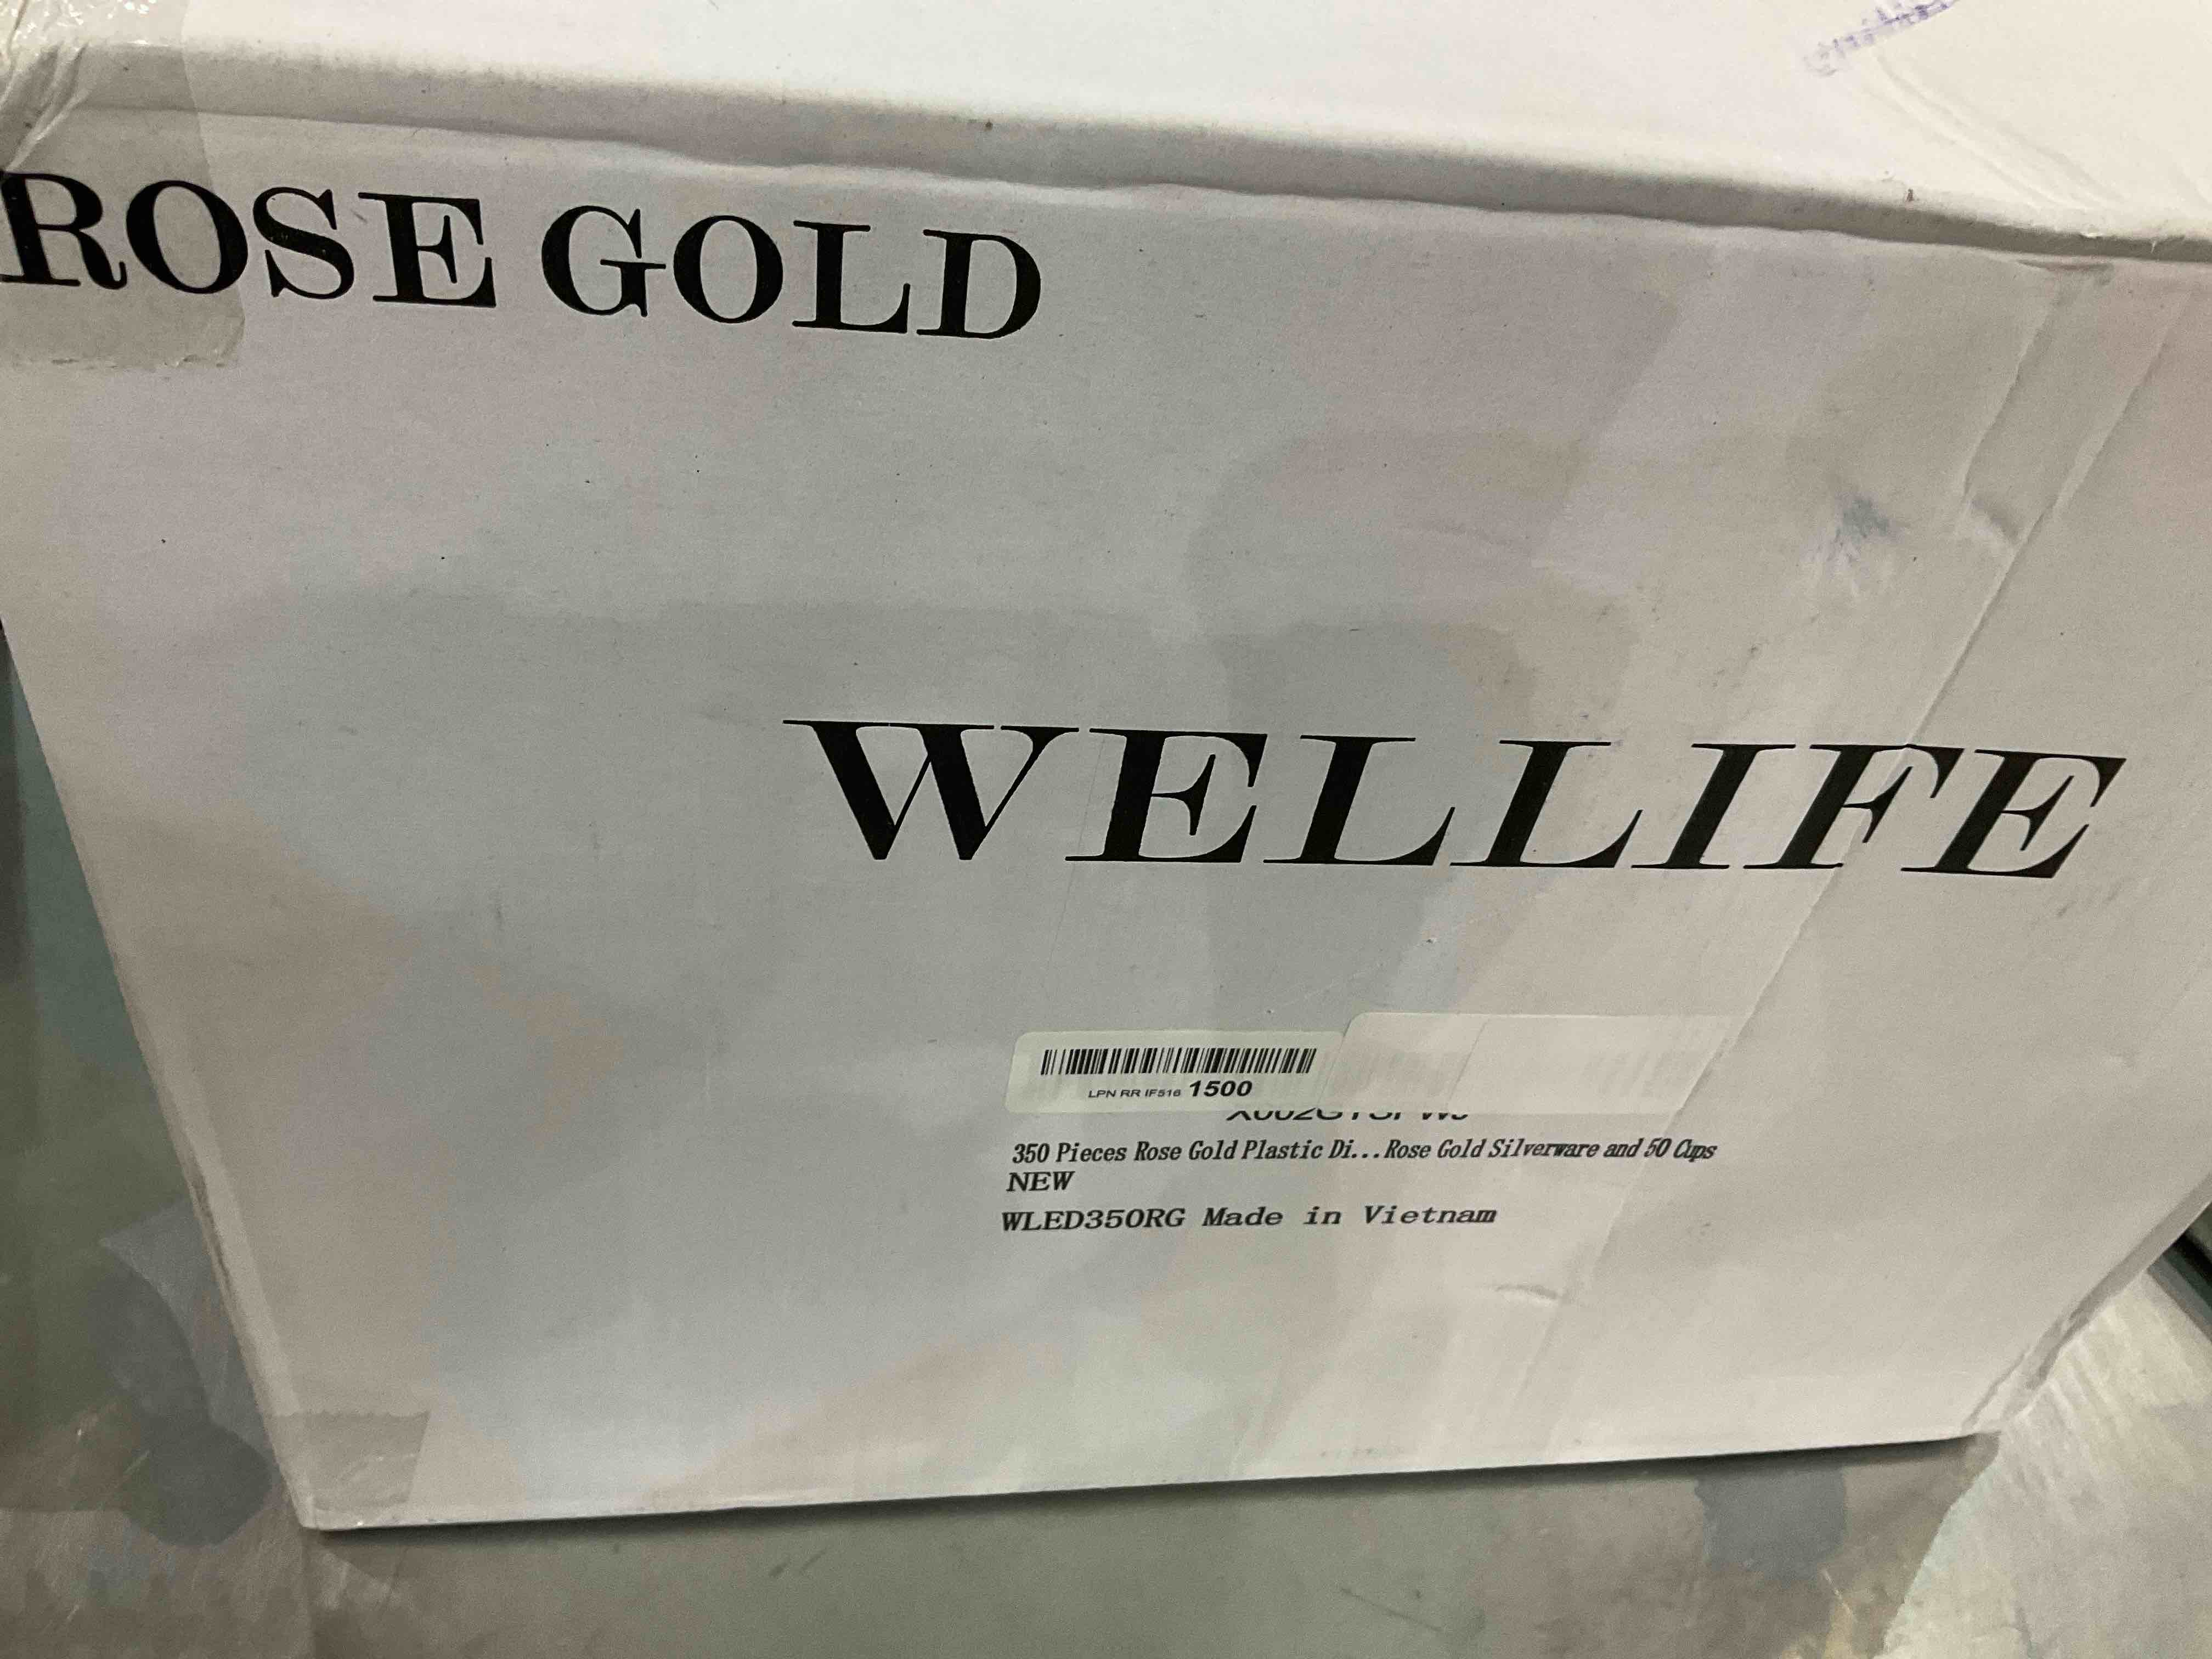 ROSE GOLD
WELLIFE
LPN RR IF516 1500
350 Pieces Rose Gold Plastic Di...Rose Gold Silverware and 50 Cups
NEW
WLED350RG Made in Vietnam